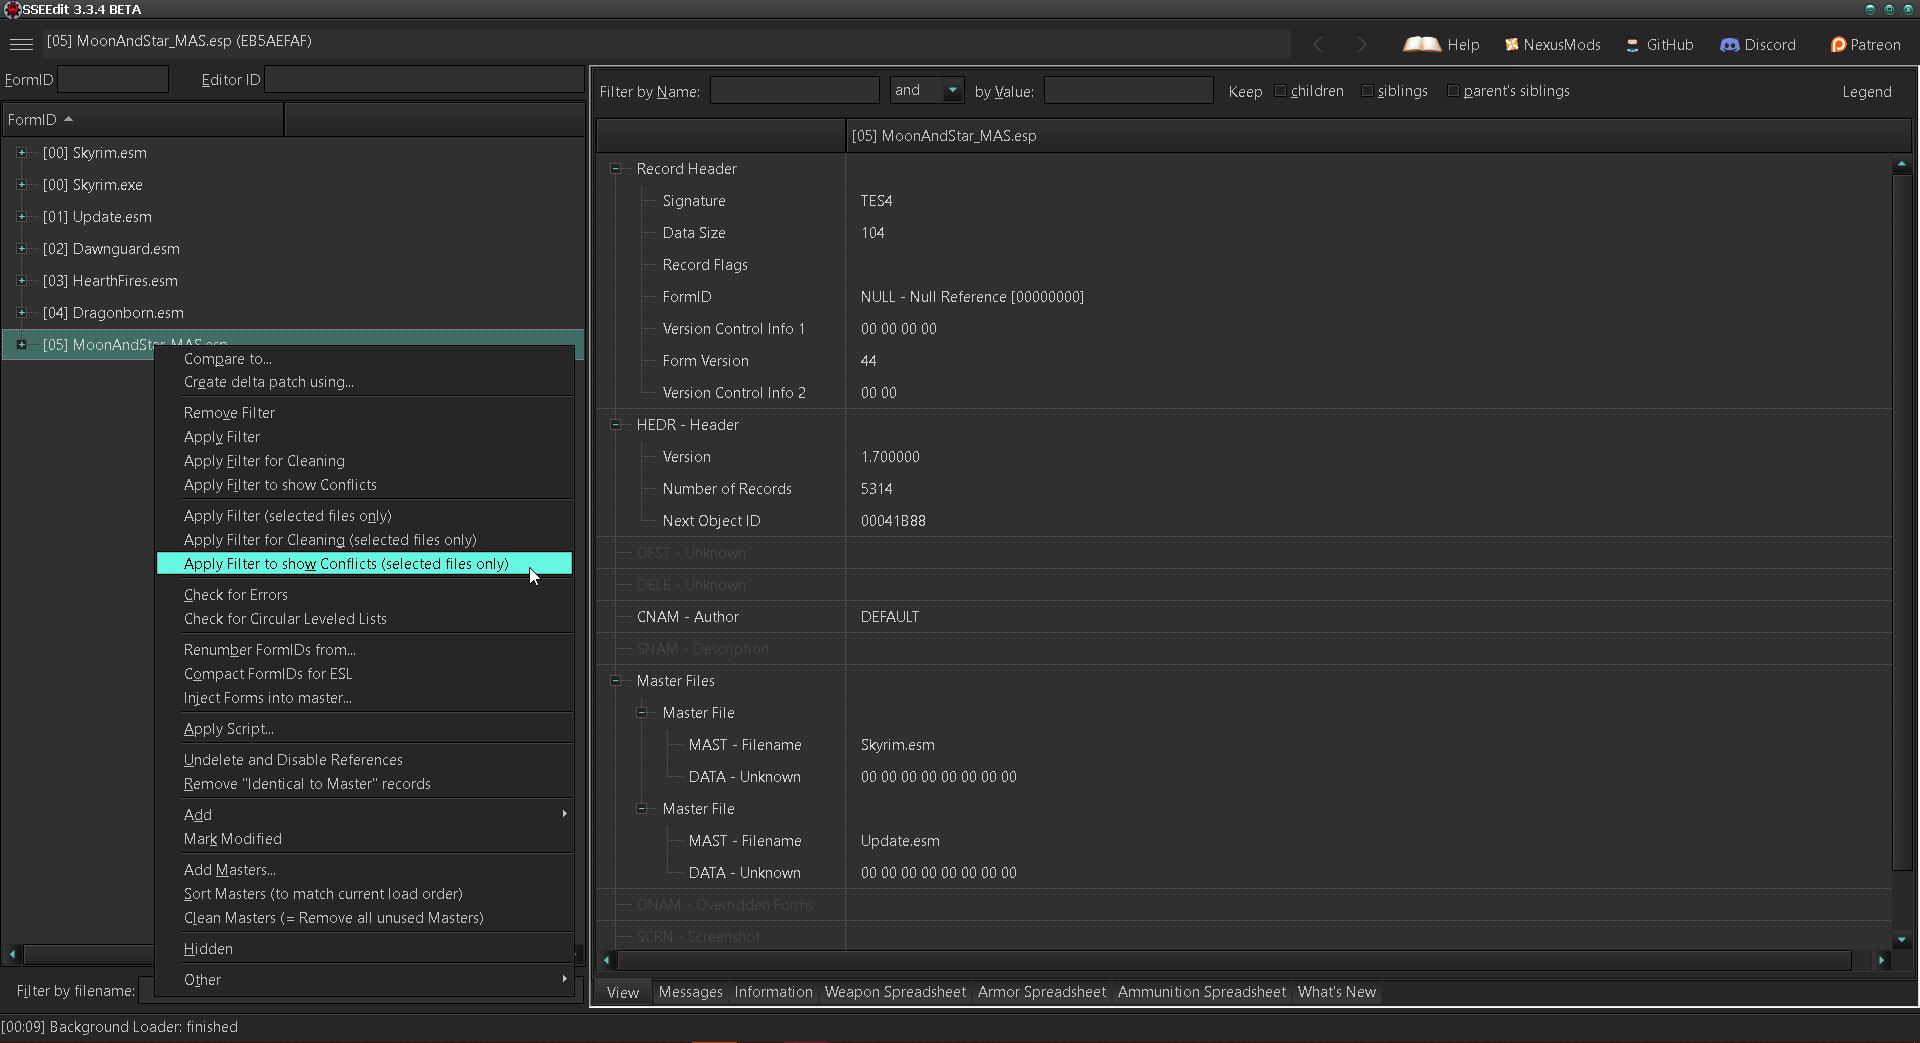 SSEEdit 3.3.4 BETA
[05] MoonAndStar_MAS.esp (EB5AEFAF)
Help
NexusMods
GitHub
Discord
Patreon
FormID
Editor ID
Filter by Name:
and
by Value:
Keep
children
siblings
parent's siblings
Legend
FormID
[00] Skyrim.esm
[00] Skyrim.exe
[01] Update.esm
[02] Dawnguard.esm
[03] HearthFires.esm
[04] Dragonborn.esm
[05] MoonAndStar_MAS.esp
Compare to...
Create delta patch using...
Remove Filter
Apply Filter
Apply Filter for Cleaning
Apply Filter to show Conflicts
Apply Filter (selected files only)
Apply Filter for Cleaning (selected files only)
Apply Filter to show Conflicts (selected files only)
Check for Errors
Check for Circular Leveled Lists
Renumber FormIDs from...
Compact FormIDs for ESL
Inject Forms into master...
Apply Script...
Undelete and Disable References
Remove "Identical to Master" records
Add
Mark Modified
Add Masters...
Sort Masters (to match current load order)
Clean Masters (= Remove all unused Masters)
Hidden
Other
Filter by filename:
[05] MoonAndStar_MAS.esp
Record Header
Signature TES4
Data Size 104
Record Flags
FormID NULL - Null Reference [00000000]
Version Control Info 1 00 00 00 00
Form Version 44
Version Control Info 2 00 00
HEDR - Header
Version 1.700000
Number of Records 5314
Next Object ID 00041B88
OFST - Unknown
DELE - Unknown
CNAM - Author DEFAULT
SNAM - Description
Master Files
Master File
MAST - Filename Skyrim.esm
DATA - Unknown 00 00 00 00 00 00 00 00
Master File
MAST - Filename Update.esm
DATA - Unknown 00 00 00 00 00 00 00 00
ONAM - Overridden Forms
SCRN - Screenshot
View
Messages
Information
Weapon Spreadsheet
Armor Spreadsheet
Ammunition Spreadsheet
What's New
[00:09] Background Loader: finished